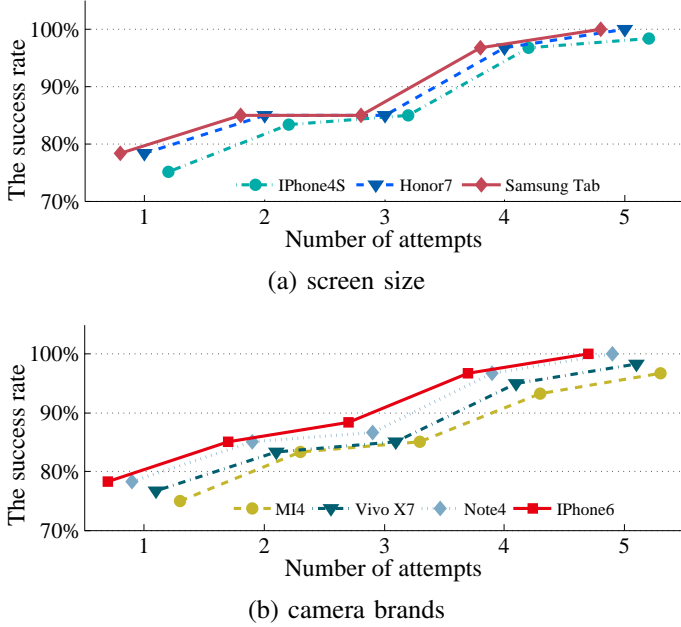 100%
90%
80%
70%
The success rate
IPhone4S Honor7 Samsung Tab
1 2 3 4 5
Number of attempts
(a) screen size
100%
90%
80%
70%
The success rate
MI4 Vivo X7 Note4 IPhone6
1 2 3 4 5
Number of attempts
(b) camera brands